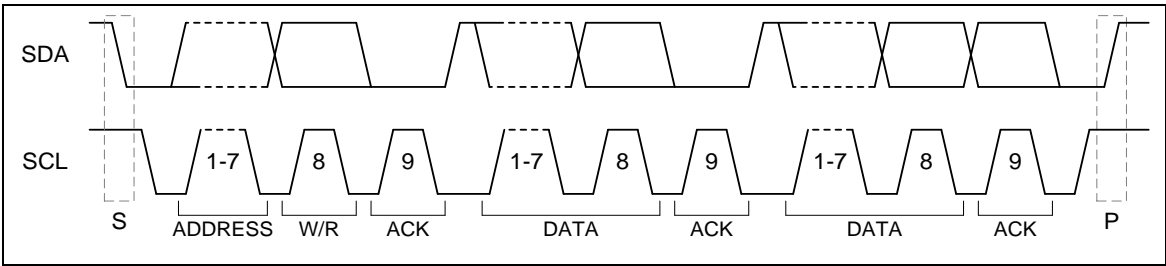 SDA
SCL 1-7 8 9 1-7 8 9 1-7 8 9
S ADDRESS W/R ACK DATA ACK DATA ACK P